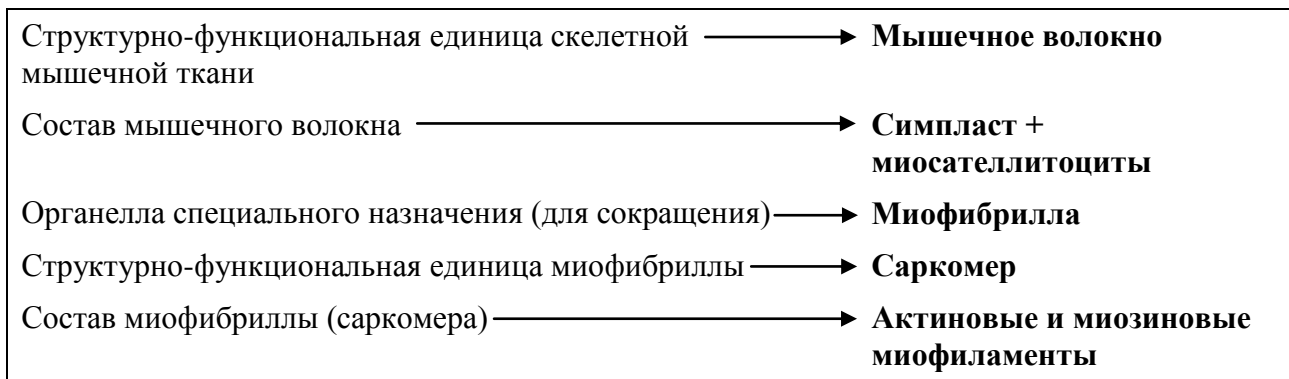 Структурно-функциональная единица скелетной → Мышечное волокно
мышечной ткани
Состав мышечного волокна → Симпласт +
миосателлитоциты
Органелла специального назначения (для сокращения) → Миофибрилла
Структурно-функциональная единица миофибриллы → Саркомер
Состав миофибриллы (саркомера) → Актиновые и миозиновые
миофиламенты